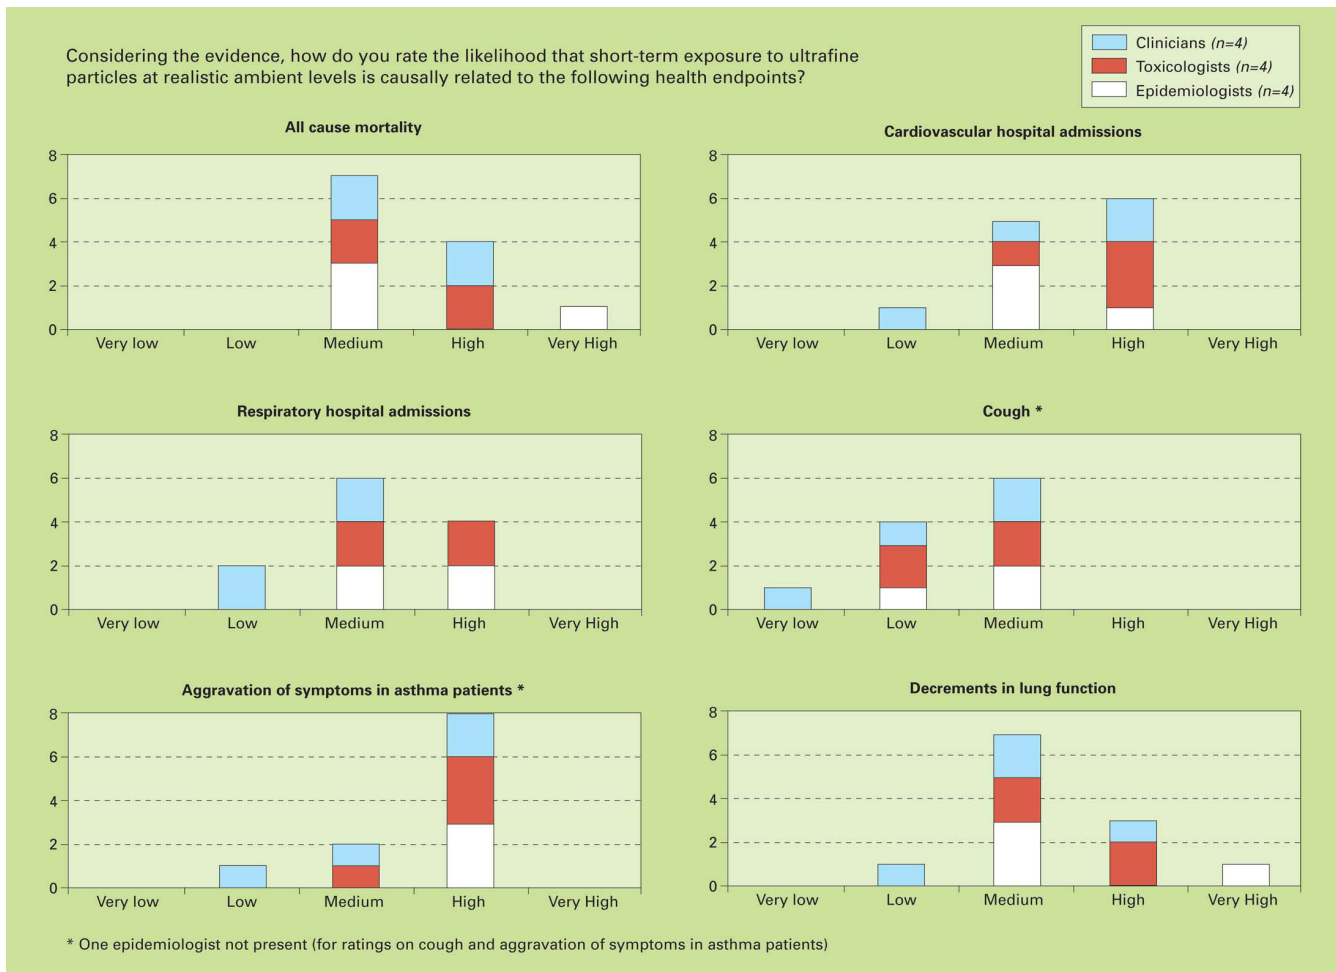 Considering the evidence, how do you rate the likelihood that short-term exposure to ultrafine
particles at realistic ambient levels is causally related to the following health endpoints?
Clinicians (n=4)
Toxicologists (n=4)
Epidemiologists (n=4)
All cause mortality
8
6
4
2
0
Very low Low Medium High Very High
Cardiovascular hospital admissions
8
6
4
2
0
Very low Low Medium High Very High
Respiratory hospital admissions
8
6
4
2
0
Very low Low Medium High Very High
Cough *
8
6
4
2
0
Very low Low Medium High Very High
Aggravation of symptoms in asthma patients *
8
6
4
2
0
Very low Low Medium High Very High
Decrements in lung function
8
6
4
2
0
Very low Low Medium High Very High
* One epidemiologist not present (for ratings on cough and aggravation of symptoms in asthma patients)